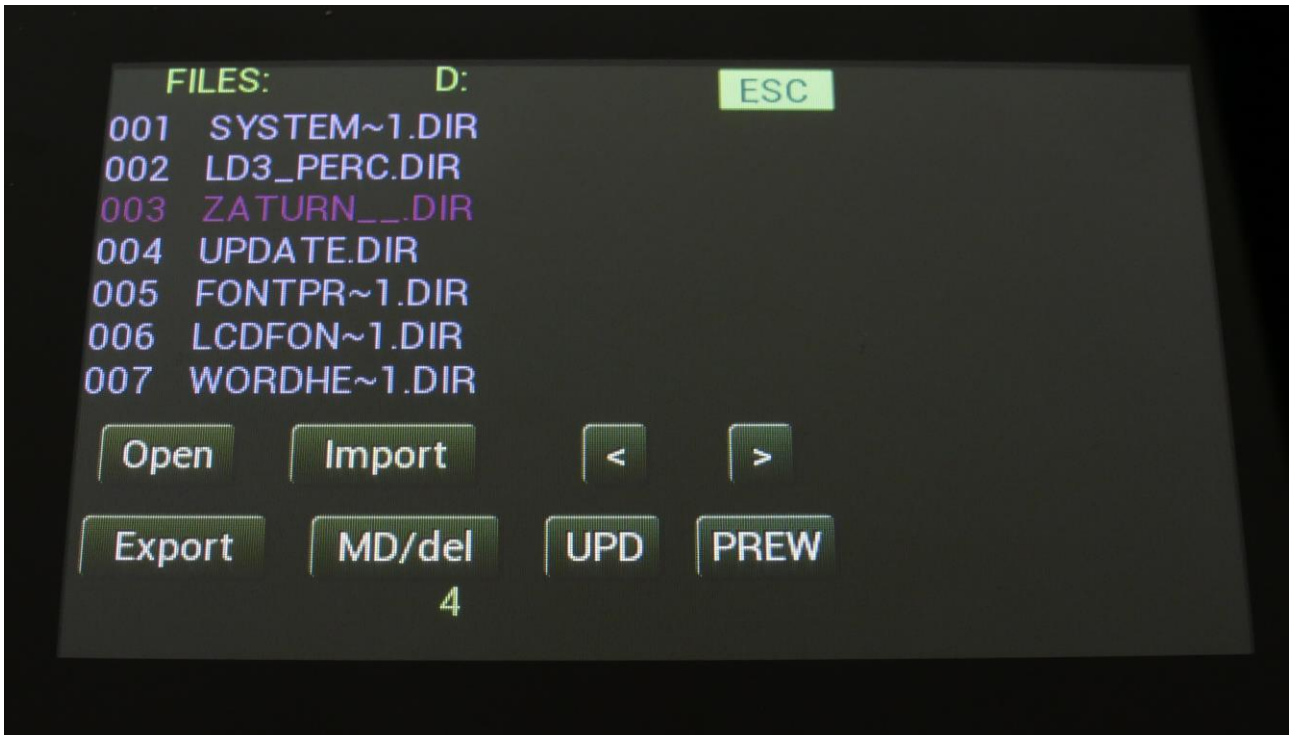 FILES: D: ESC
001 SYSTEM~1.DIR
002 LD3_PERC.DIR
003 ZATURN__.DIR
004 UPDATE.DIR
005 FONTPR~1.DIR
006 LCDFON~1.DIR
007 WORDHE~1.DIR
Open Import < >
Export MD/del UPD PREW
4